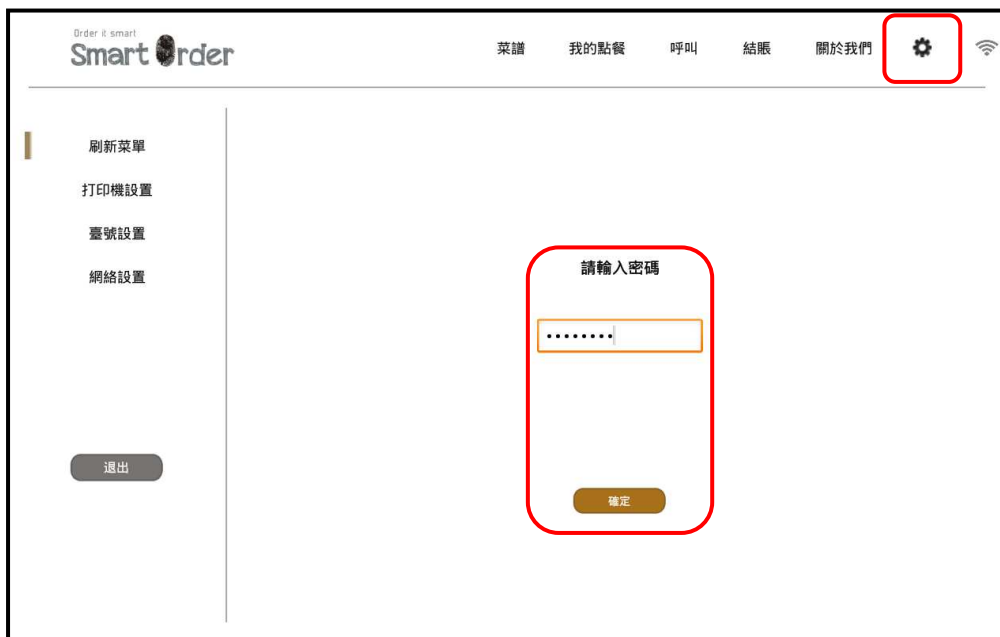 Order it smart
Smart Order
菜譜 我的點餐 呼叫 結賬 關於我們
刷新菜單
打印機設置
臺號設置
網絡設置
請輸入密碼
••••••••
退出
確定